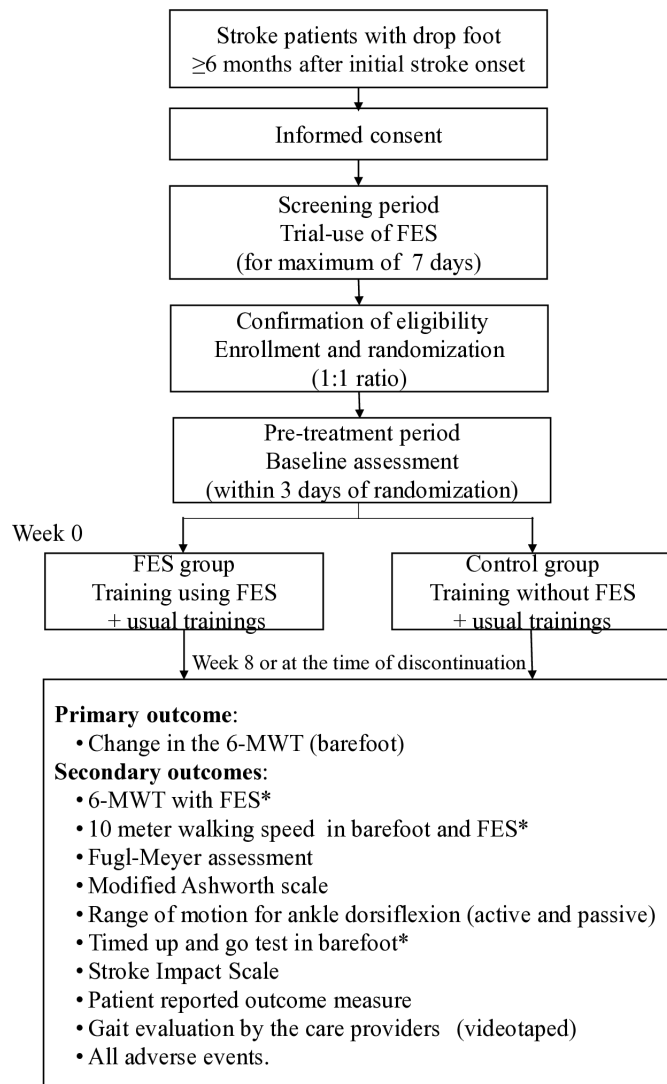 Stroke patients with drop foot
≥6 months after initial stroke onset
Informed consent
Screening period
Trial-use of FES
(for maximum of 7 days)
Confirmation of eligibility
Enrollment and randomization
(1:1 ratio)
Pre-treatment period
Baseline assessment
(within 3 days of randomization)
Week 0
FES group
Training using FES
+ usual trainings
Control group
Training without FES
+ usual trainings
Week 8 or at the time of discontinuation
Primary outcome:
• Change in the 6-MWT (barefoot)
Secondary outcomes:
• 6-MWT with FES*
• 10 meter walking speed in barefoot and FES*
• Fugl-Meyer assessment
• Modified Ashworth scale
• Range of motion for ankle dorsiflexion (active and passive)
• Timed up and go test in barefoot*
• Stroke Impact Scale
• Patient reported outcome measure
• Gait evaluation by the care providers (videotaped)
• All adverse events.